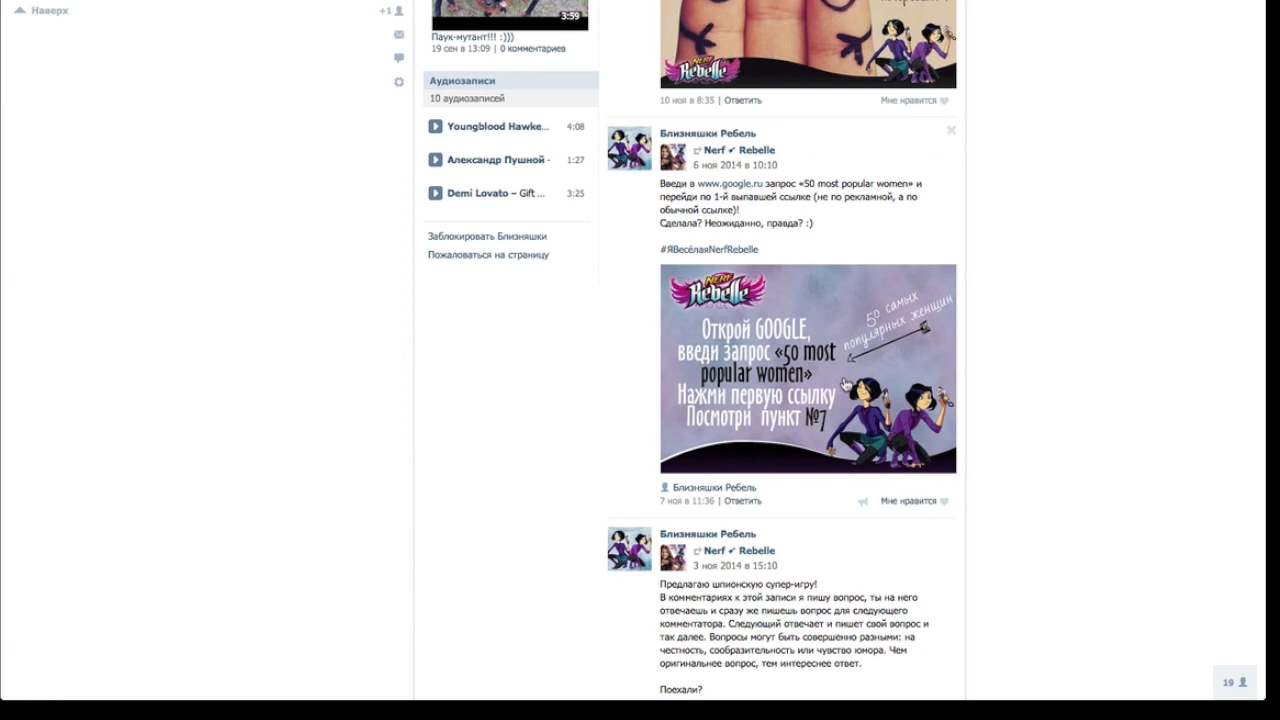 Наверх
+1
3:59
Паук-мутант!!! :)))
19 сен в 13:09 | 0 комментариев
Аудиозаписи
10 аудиозаписей
Youngblood Hawke... 4:08
Александр Пушной - 1:27
Demi Lovato – Gift ... 3:25
Заблокировать Близняшки
Пожаловаться на страницу
NERF
Rebelle
10 ноя в 8:35 | Ответить Мне нравится
Близняшки Ребель
Nerf ➶ Rebelle
6 ноя 2014 в 10:10
Введи в www.google.ru запрос «50 most popular women» и
перейди по 1-й выпавшей ссылке (не по рекламной, а по
обычной ссылке)!
Сделала? Неожиданно, правда? :)
#ЯВесёлаяNerfRebelle
NERF
Rebelle
50 самых
популярных женщин
Открой GOOGLE,
введи запрос «50 most
popular women»
Нажми первую ссылку
Посмотри пункт №7
Близняшки Ребель
7 ноя в 11:36 | Ответить Мне нравится
Близняшки Ребель
Nerf ➶ Rebelle
3 ноя 2014 в 15:10
Предлагаю шпионскую супер-игру!
В комментариях к этой записи я пишу вопрос, ты на него
отвечаешь и сразу же пишешь вопрос для следующего
комментатора. Следующий отвечает и пишет свой вопрос и
так далее. Вопросы могут быть совершенно разными: на
честность, сообразительность или чувство юмора. Чем
оригинальнее вопрос, тем интереснее ответ.
Поехали?
19